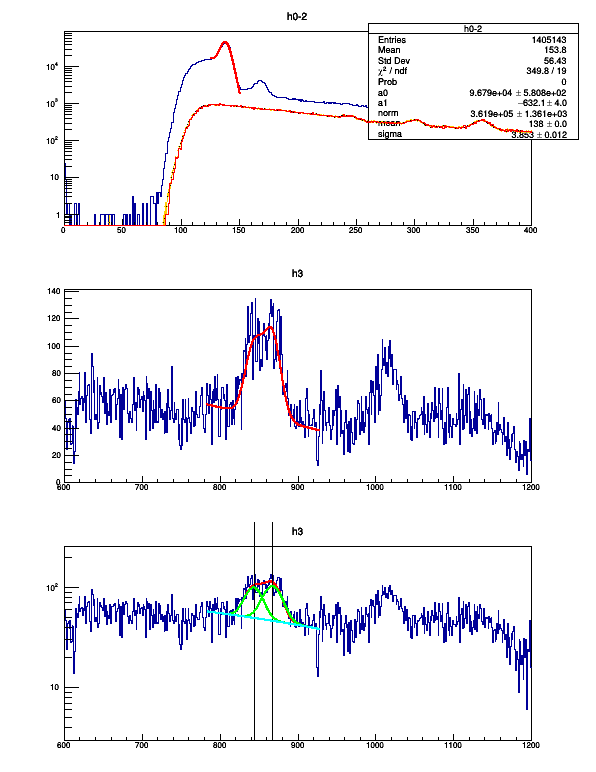 h0-2
h0-2
Entries 1405143
Mean 153.8
Std Dev 56.43
χ² / ndf 349.8 / 19
Prob 0
a0 9.679e+04 ± 5.808e+02
a1 −632.1 ± 4.0
norm 3.619e+05 ± 1.361e+03
mean 138 ± 0.0
sigma 3.853 ± 0.012
10⁴
10³
10²
10
1
0 50 100 150 200 250 300 350 400
h3
140
120
100
80
60
40
20
0
600 700 800 900 1000 1100 1200
h3
10²
10
600 700 800 900 1000 1100 1200